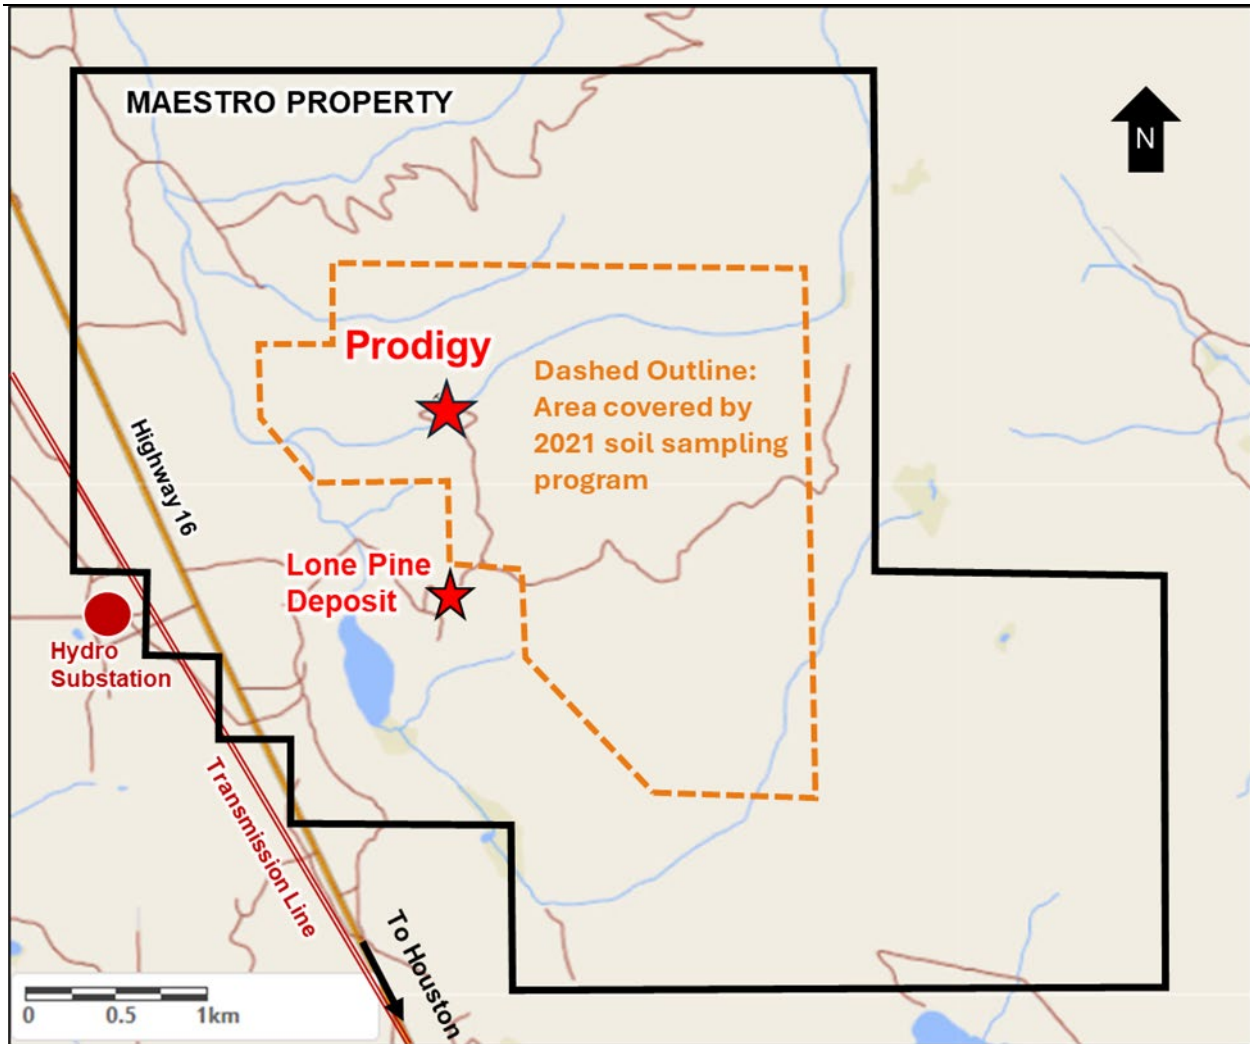 MAESTRO PROPERTY
N
Prodigy
Dashed Outline:
Area covered by
2021 soil sampling
program
Highway 16
Lone Pine
Deposit
Hydro
Substation
Transmission Line
To Houston
0 0.5 1km